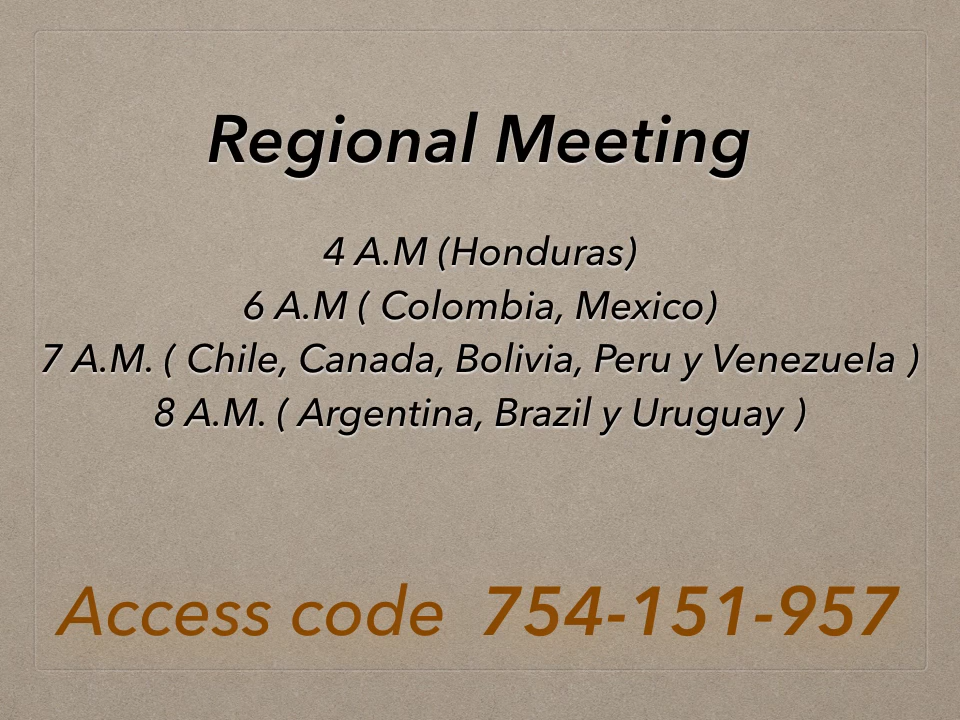 Regional Meeting
4 A.M (Honduras)
6 A.M ( Colombia, Mexico)
7 A.M. ( Chile, Canada, Bolivia, Peru y Venezuela )
8 A.M. ( Argentina, Brazil y Uruguay )
Access code 754-151-957